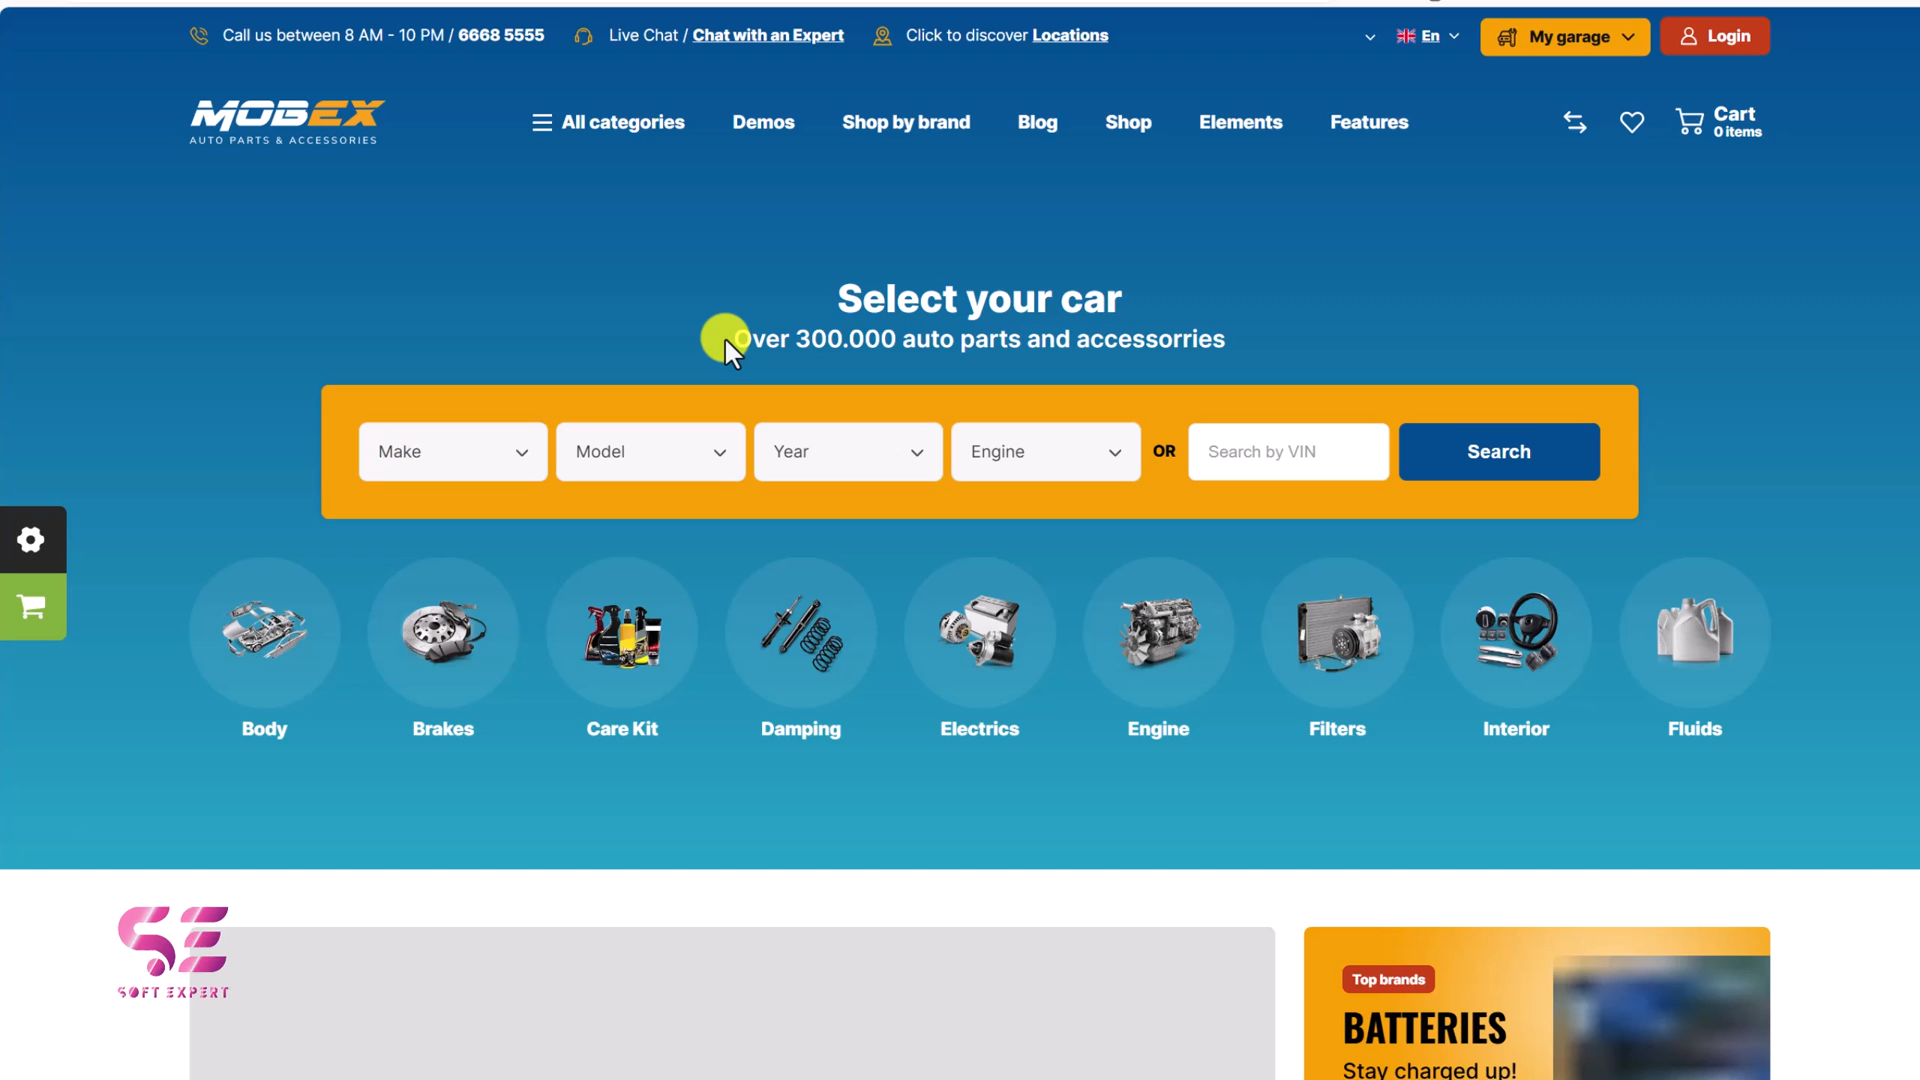 Call us between 8 AM - 10 PM / 6668 5555
Live Chat / Chat with an Expert
Click to discover Locations
En
My garage
Login
MOBEX
AUTO PARTS & ACCESSORIES
All categories
Demos
Shop by brand
Blog
Shop
Elements
Features
Cart
0 items
Select your car
Over 300.000 auto parts and accessorries
Make
Model
Year
Engine
OR
Search by VIN
Search
Body
Brakes
Care Kit
Damping
Electrics
Engine
Filters
Interior
Fluids
SE
SOFT EXPERT
Top brands
BATTERIES
Stay charged up!